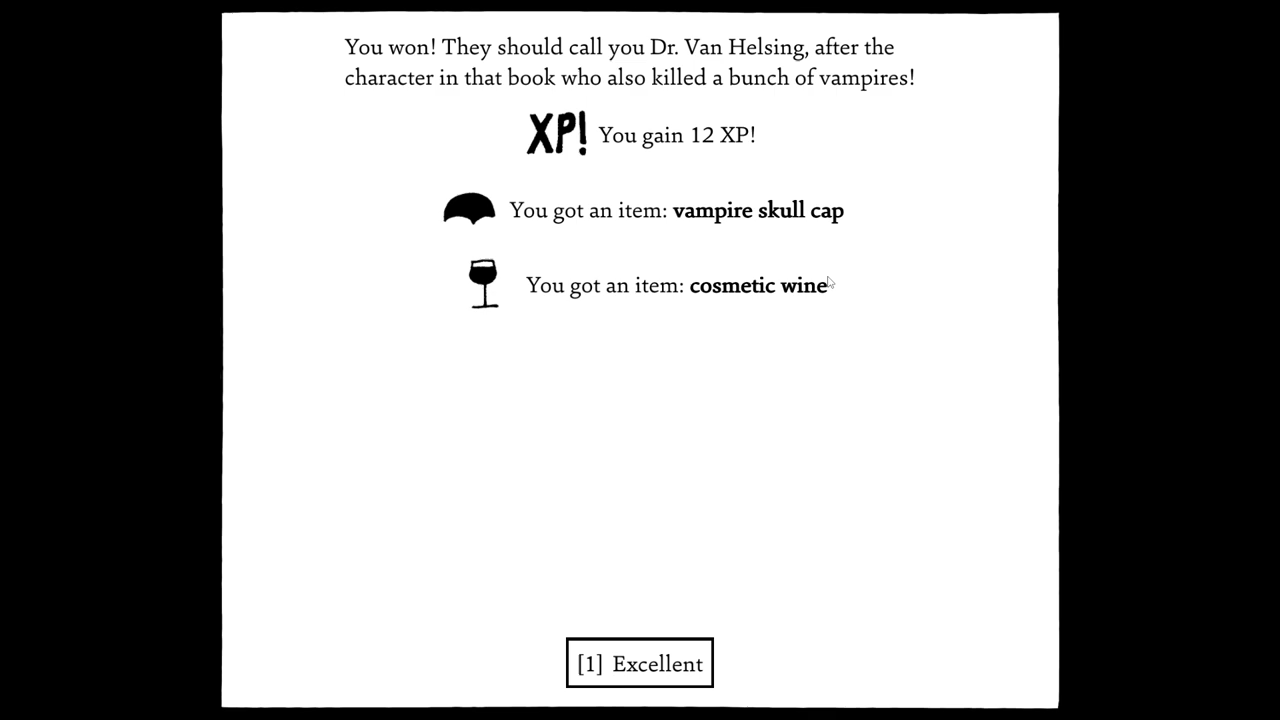 You won! They should call you Dr. Van Helsing, after the
character in that book who also killed a bunch of vampires!
XP! You gain 12 XP!
You got an item: vampire skull cap
You got an item: cosmetic wine
[1] Excellent